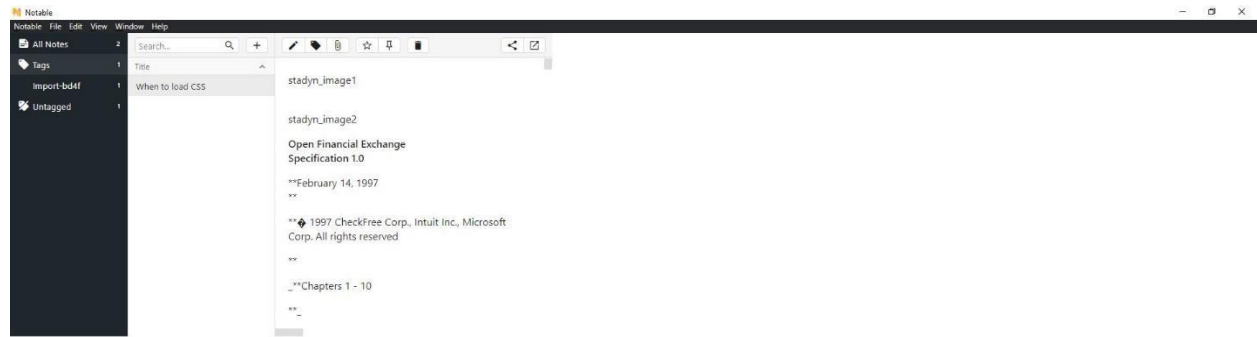 Notable
Notable File Edit View Window Help
All Notes 2
Tags 1
Import-bd4f 1
Untagged 1
Search...
Title
When to load CSS
stadyn_image1
stadyn_image2
Open Financial Exchange
Specification 1.0
**February 14, 1997
**
**� 1997 CheckFree Corp., Intuit Inc., Microsoft
Corp. All rights reserved
**
_**Chapters 1 - 10
**_